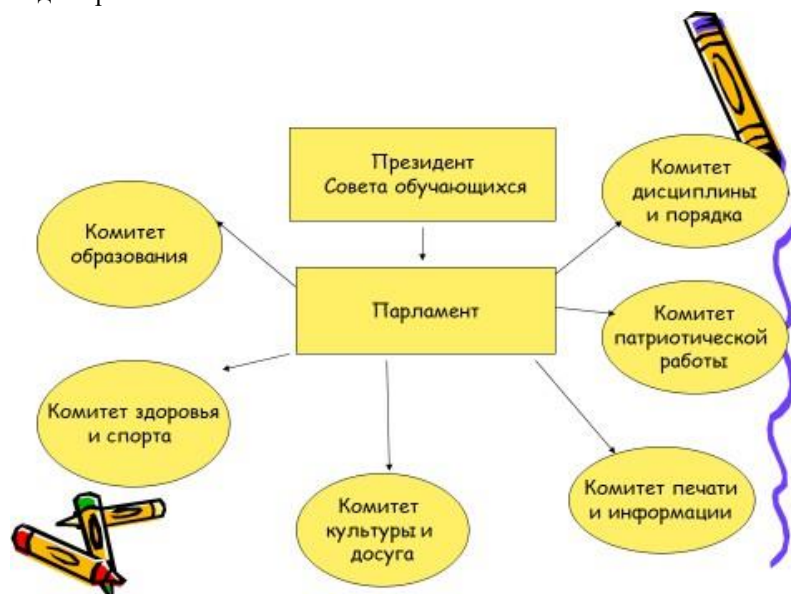 Президент
Совета обучающихся
Комитет
дисциплины
и порядка
Комитет
образования
Парламент
Комитет
патриотической
работы
Комитет здоровья
и спорта
Комитет
культуры и
досуга
Комитет печати
и информации